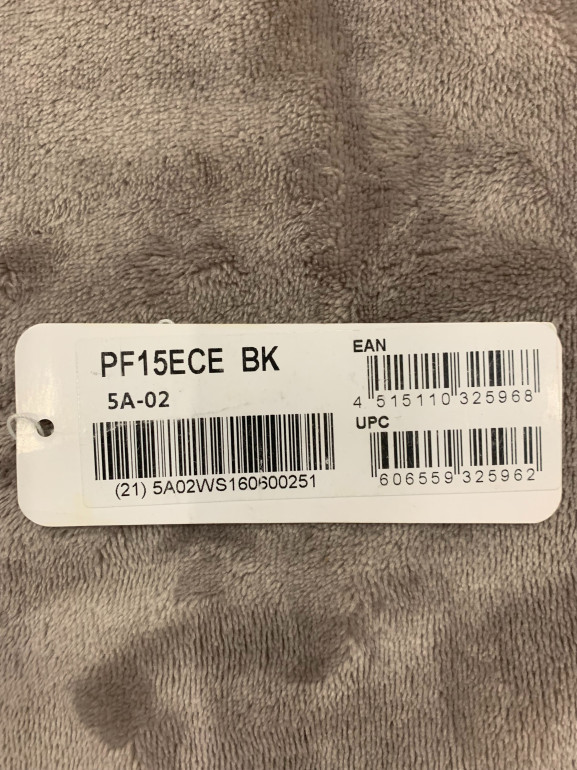 PF15ECE BK
5A-02
(21) 5A02WS160600251
EAN
4 515110 325968
UPC
606559 325962